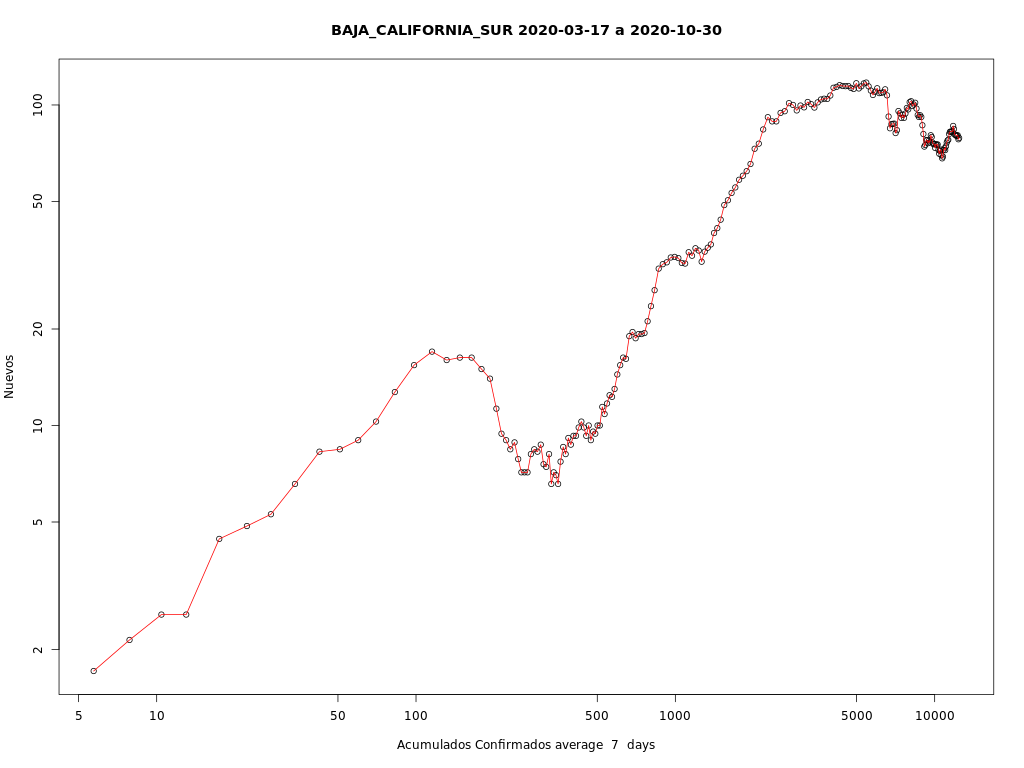 BAJA_CALIFORNIA_SUR 2020-03-17 a 2020-10-30
Nuevos
100
50
20
10
5
2
5 10 50 100 500 1000 5000 10000
Acumulados Confirmados average 7 days